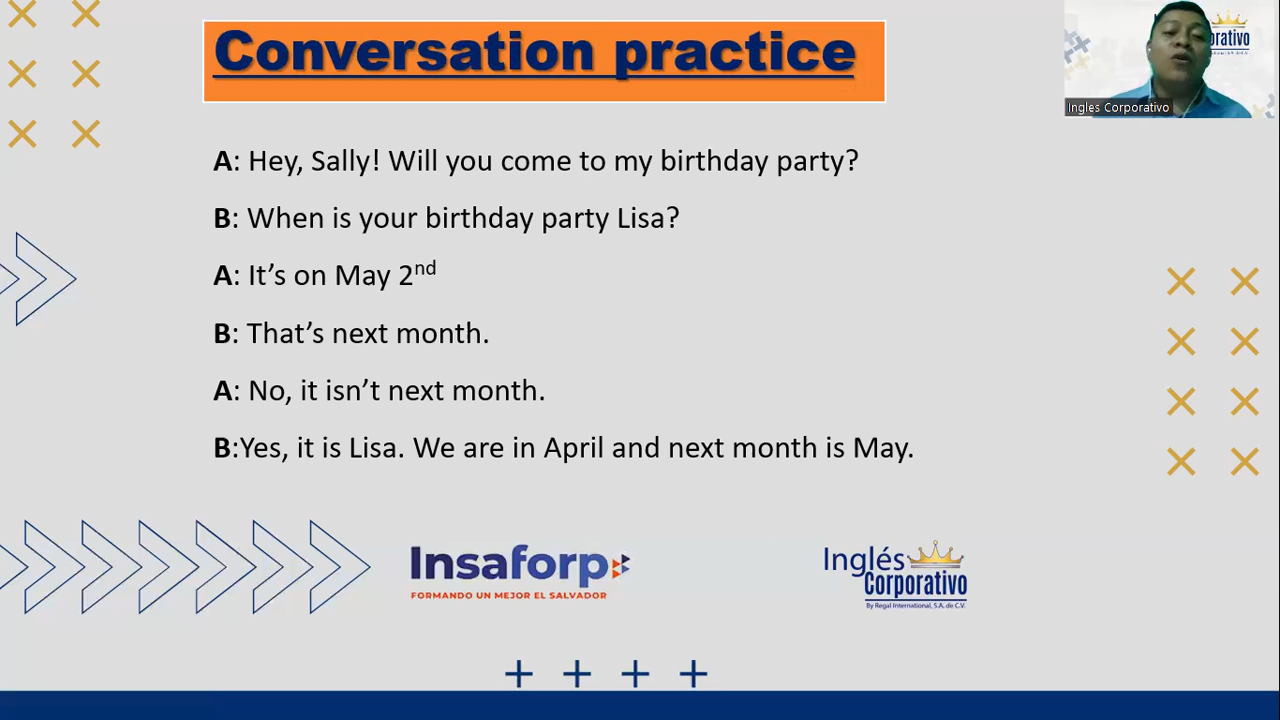 Conversation practice
orativo
Ingles Corporativo
A: Hey, Sally! Will you come to my birthday party?
B: When is your birthday party Lisa?
A: It’s on May 2nd
B: That’s next month.
A: No, it isn’t next month.
B:Yes, it is Lisa. We are in April and next month is May.
Insaforp
FORMANDO UN MEJOR EL SALVADOR
Inglés
Corporativo
By Regal International, S.A. de C.V.